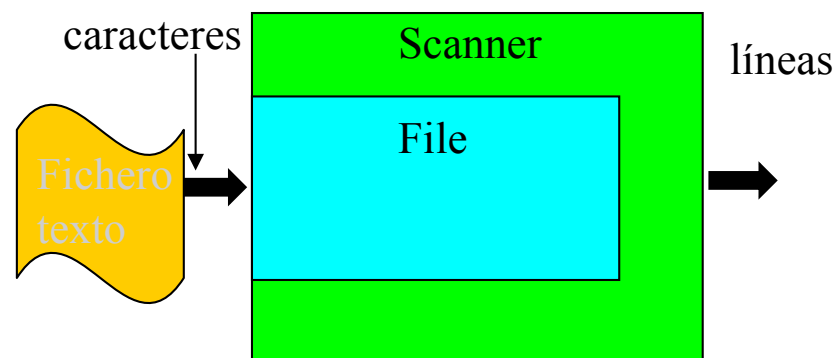 caracteres
Scanner
líneas
File
Fichero
texto